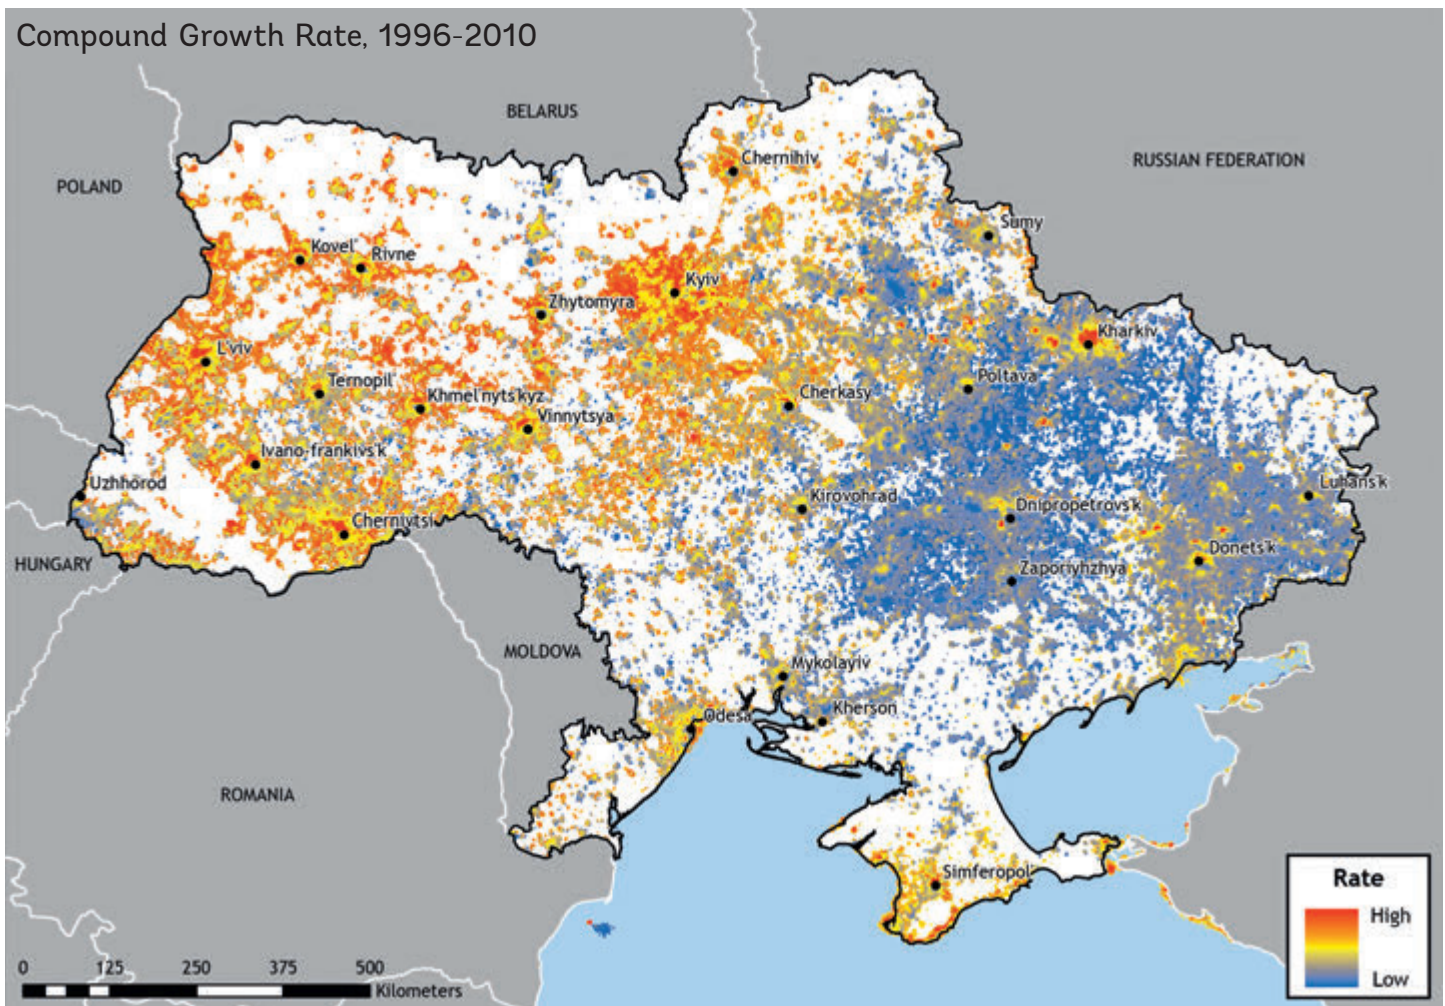 Compound Growth Rate, 1996-2010
BELARUS
RUSSIAN FEDERATION
POLAND
Chernihiv
Sumy
Kovel'
Rivne
Kyiv
Zhytomyra
Kharkiv
L'viv
Ternopil'
Poltava
Khmel'nyts'kyz
Cherkasy
Vinnytsya
Ivano-frankivs'k
Uzhhorod
Luhans'k
Kirovohrad
Dnipropetrovs'k
Chernivtsi
Donets'k
HUNGARY
Zaporiyhzhya
MOLDOVA
Mykolayiv
Kherson
Odesa
ROMANIA
Simferopol'
Rate
High
Low
0 125 250 375 500
Kilometers